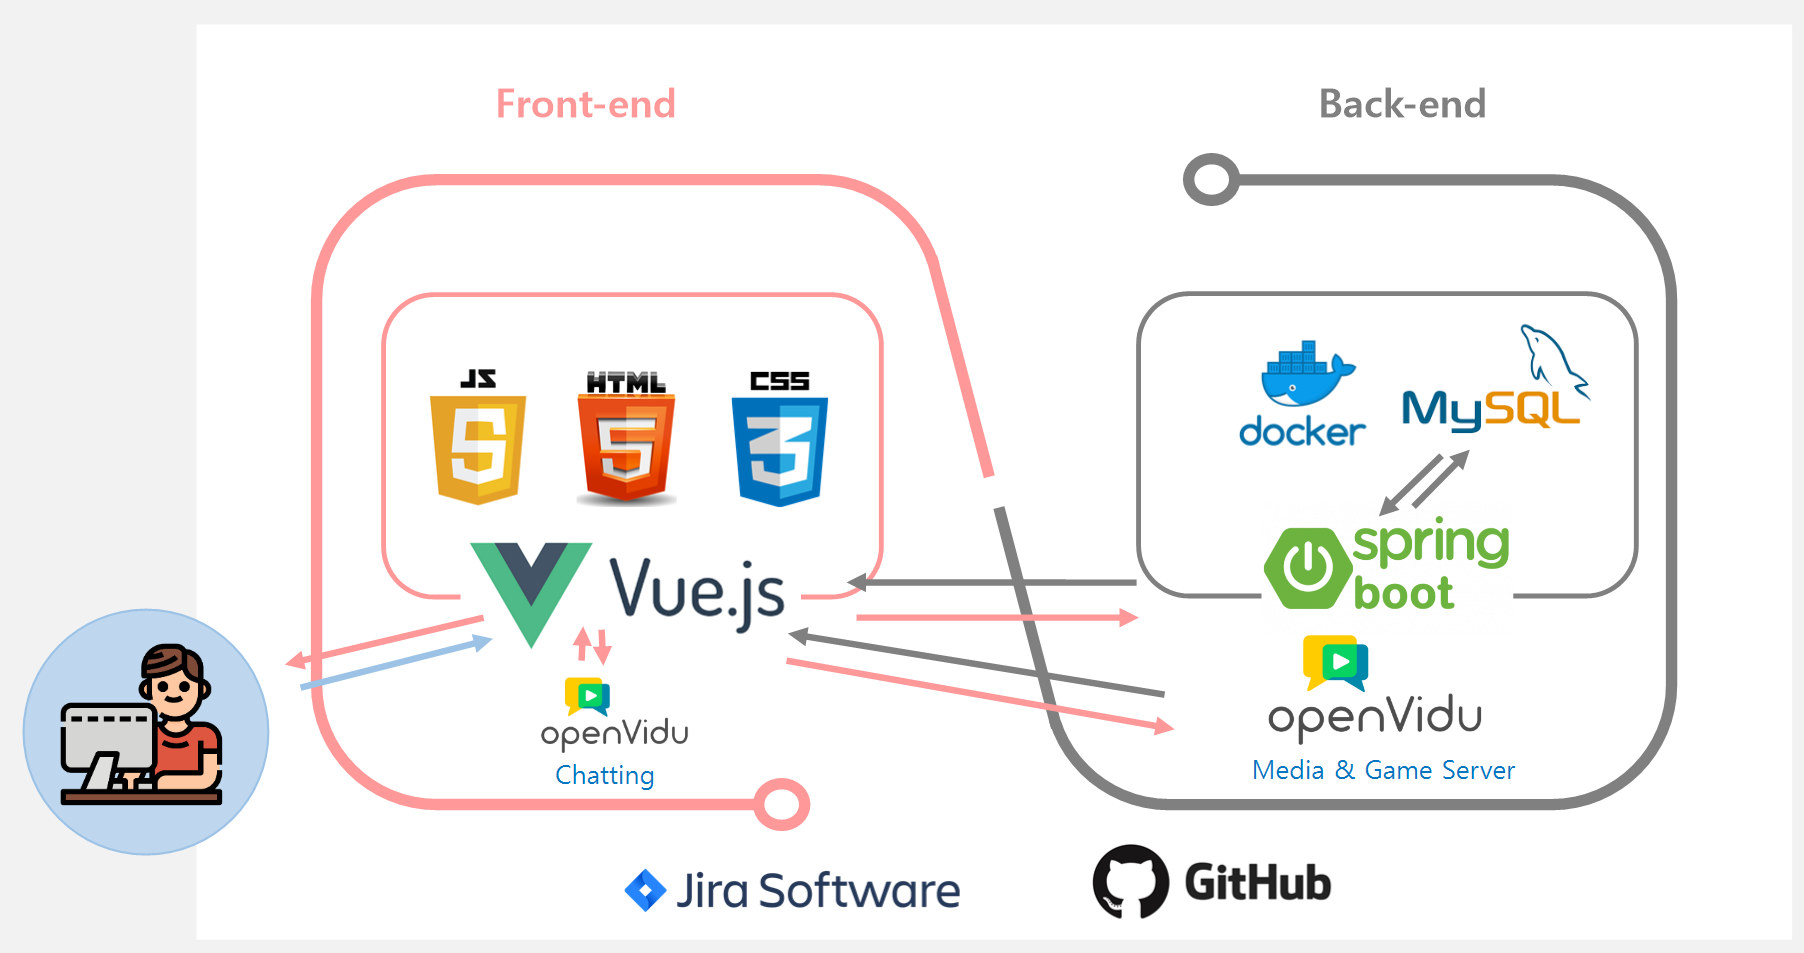 Front-end
Back-end
JS
HTML
CSS
5
3
docker
MySQL
spring
boot
Vue.js
openVidu
Chatting
openVidu
Media & Game Server
Jira Software
GitHub